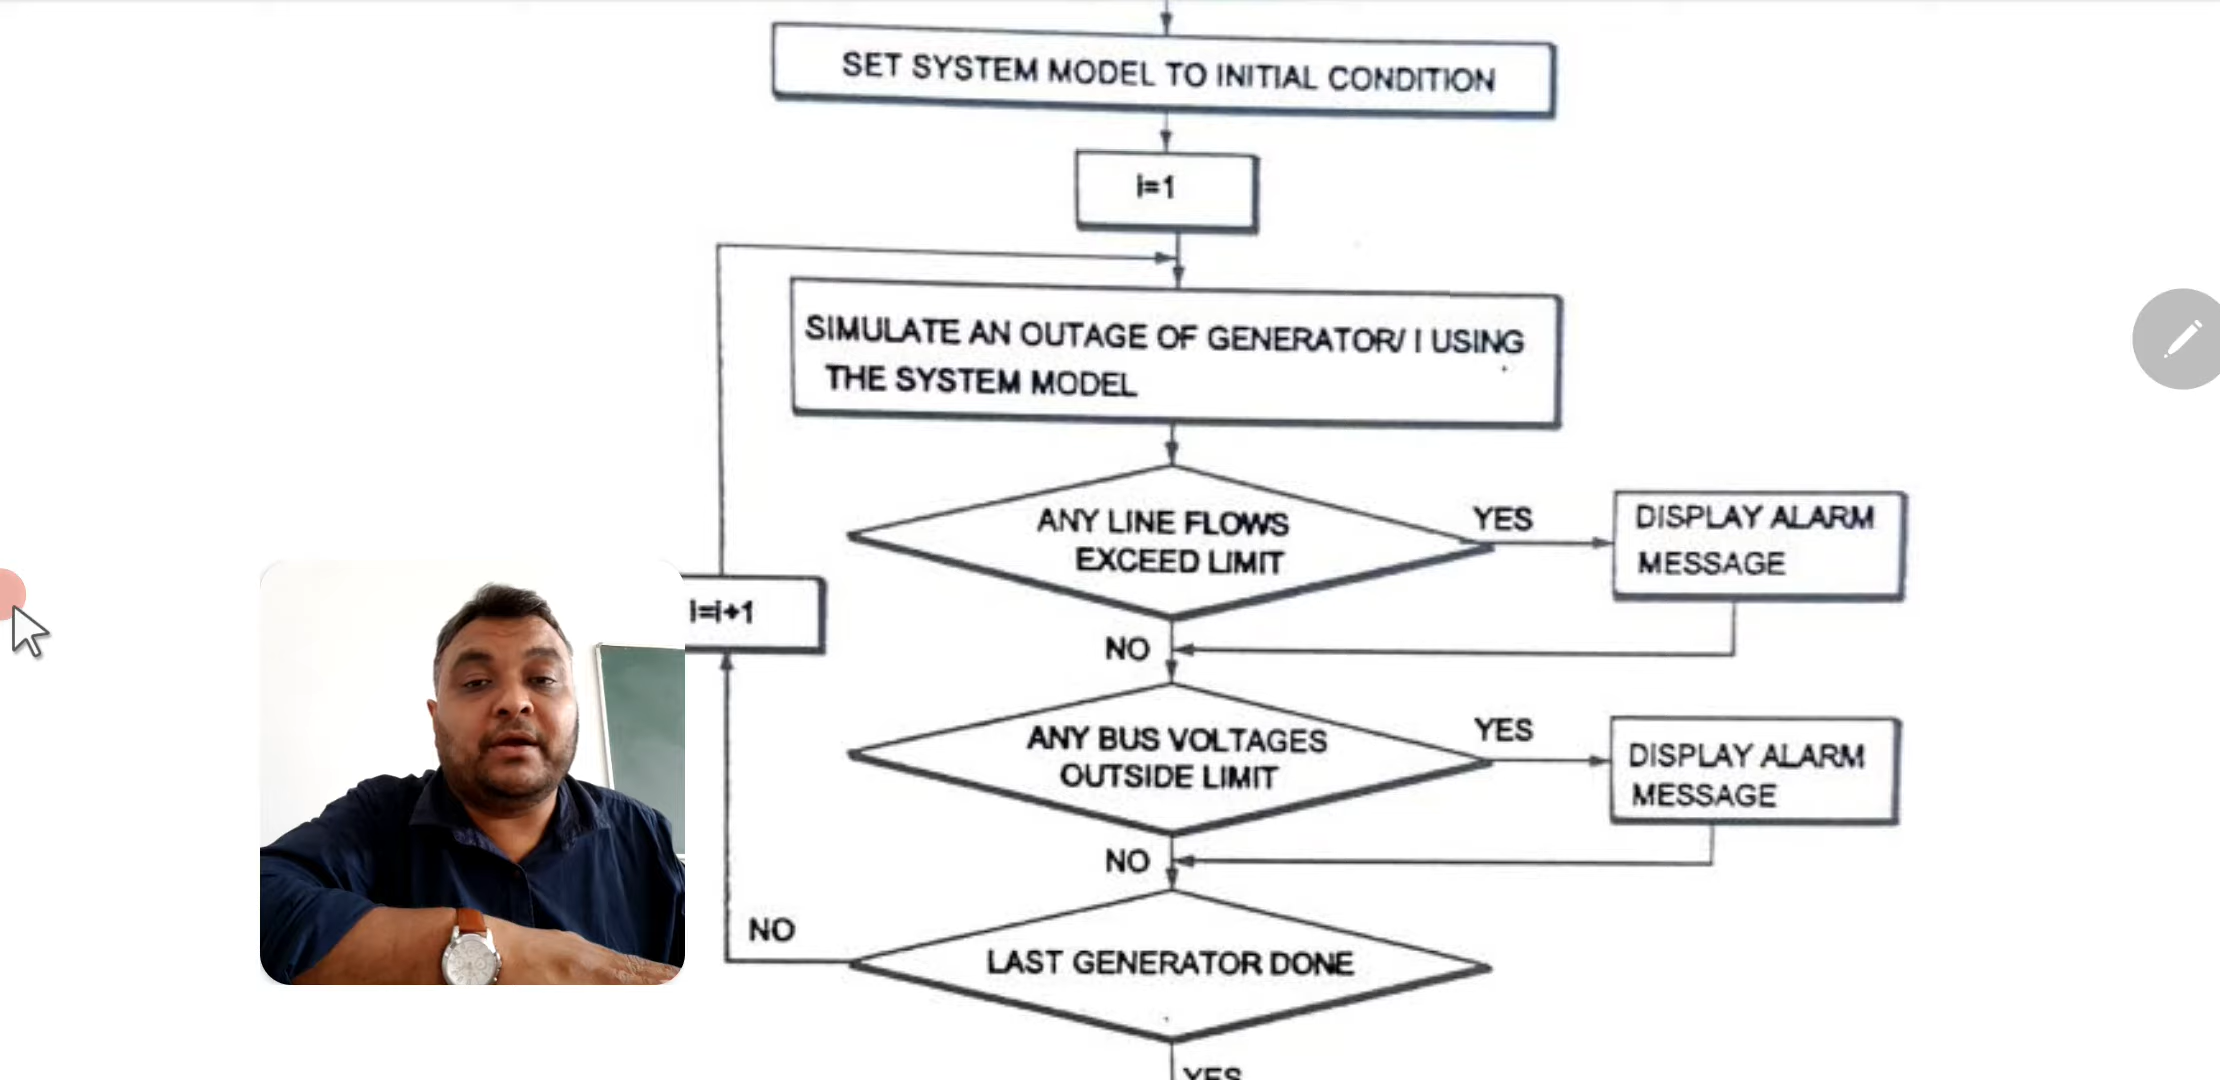 SET SYSTEM MODEL TO INITIAL CONDITION
i=1
SIMULATE AN OUTAGE OF GENERATOR/ I USING
THE SYSTEM MODEL
ANY LINE FLOWS
EXCEED LIMIT
YES
DISPLAY ALARM
MESSAGE
i=i+1
NO
ANY BUS VOLTAGES
OUTSIDE LIMIT
YES
DISPLAY ALARM
MESSAGE
NO
NO
LAST GENERATOR DONE
YES